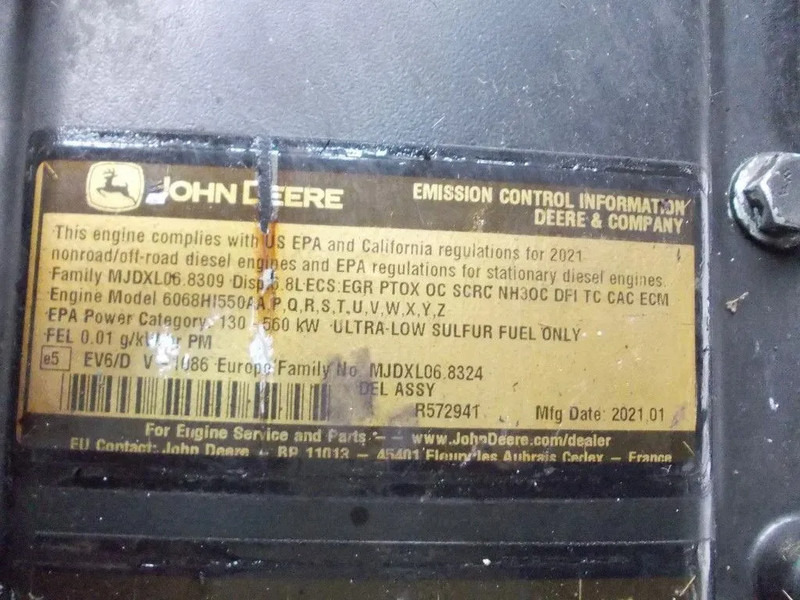 JOHN DEERE
EMISSION CONTROL INFORMATION
DEERE & COMPANY
This engine complies with US EPA and California regulations for 2021
nonroad/off-road diesel engines and EPA regulations for stationary diesel engines.
Family MJDXL06.8309 Disp 6.8L ECS:EGR PTOX OC SCRC NH3OC DFI TC CAC ECM
Engine Model 6068HI550AA,P,Q,R,S,T,U,V,W,X,Y,Z
EPA Power Category: 130 - 560 kW ULTRA-LOW SULFUR FUEL ONLY
FEL 0.01 PM
e5 EV6/D V - 1086 Europe Family No. MJDXL06.8324
DEL ASSY
R572941 Mfg Date: 2021.01
For Engine Service and Parts - - www.JohnDeere.com/dealer
EU Contact: John Deere - BP 11013 - 45401 Fleury les Aubrais Cedex - France